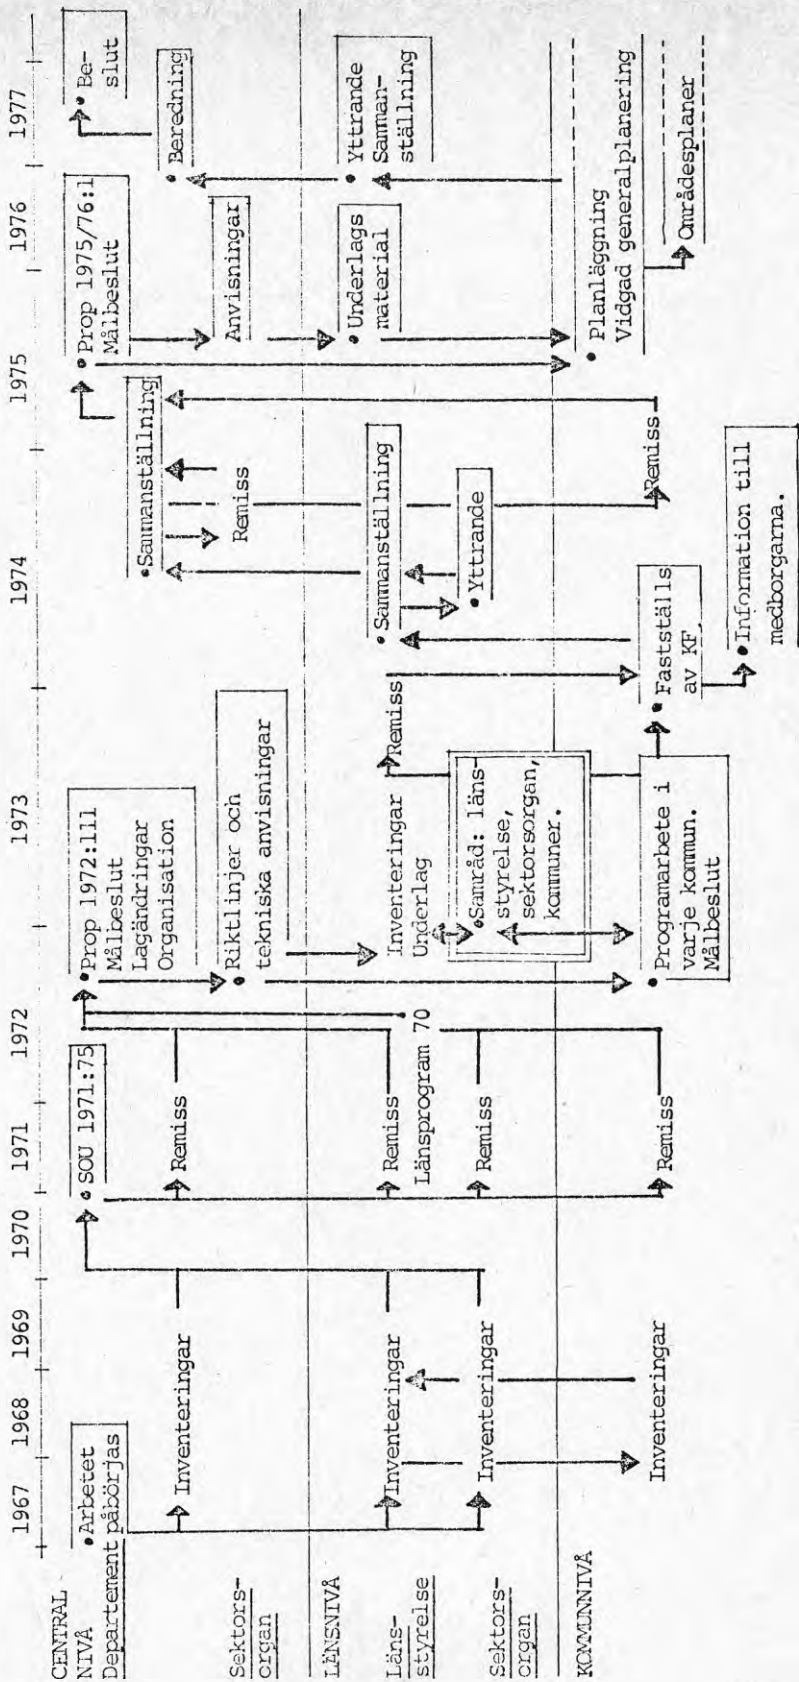 1967 1968 1969 1970 1971 1972 1973 1974 1975 1976 1977
CENTRAL
NIVÅ
Departement
•Arbetet
påbörjas
• SOU 1971:75
• Prop 1972:111
Målbeslut
Lagändringar
Organisation
• Prop 1975/76:1
Målbeslut
• Be-
slut
Sektors-
organ
Inventeringar
Remiss
Riktlinjer och
tekniska anvisningar
•Sammanställning
Remiss
Anvisningar
• Beredning
LÄNSNIVÅ
Läns-
styrelse
Inventeringar
Remiss
Länsprogram 70
Inventeringar
Underlag
Remiss
•Sammanställning
• Underlags
material
• Yttrande
Samman-
ställning
Sektors-
organ
Inventeringar
Remiss
•Samråd: läns-
styrelse,
sektorsorgan,
kommuner.
• Yttrande
KOMMUNNIVÅ
Inventeringar
Remiss
• Programarbete i
varje kommun.
Målbeslut
• Fastställs
av KF.
• Information till
medborgarna.
Remiss
• Planläggning
Vidgad generalplanering
Områdesplaner